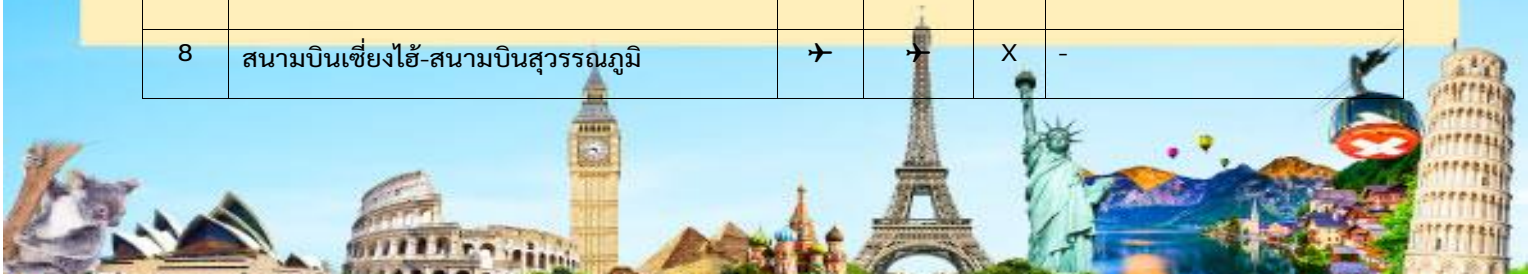 8 สนามบินเซี่ยงไฮ้-สนามบินสุวรรณภูมิ ✈ ✈ X -